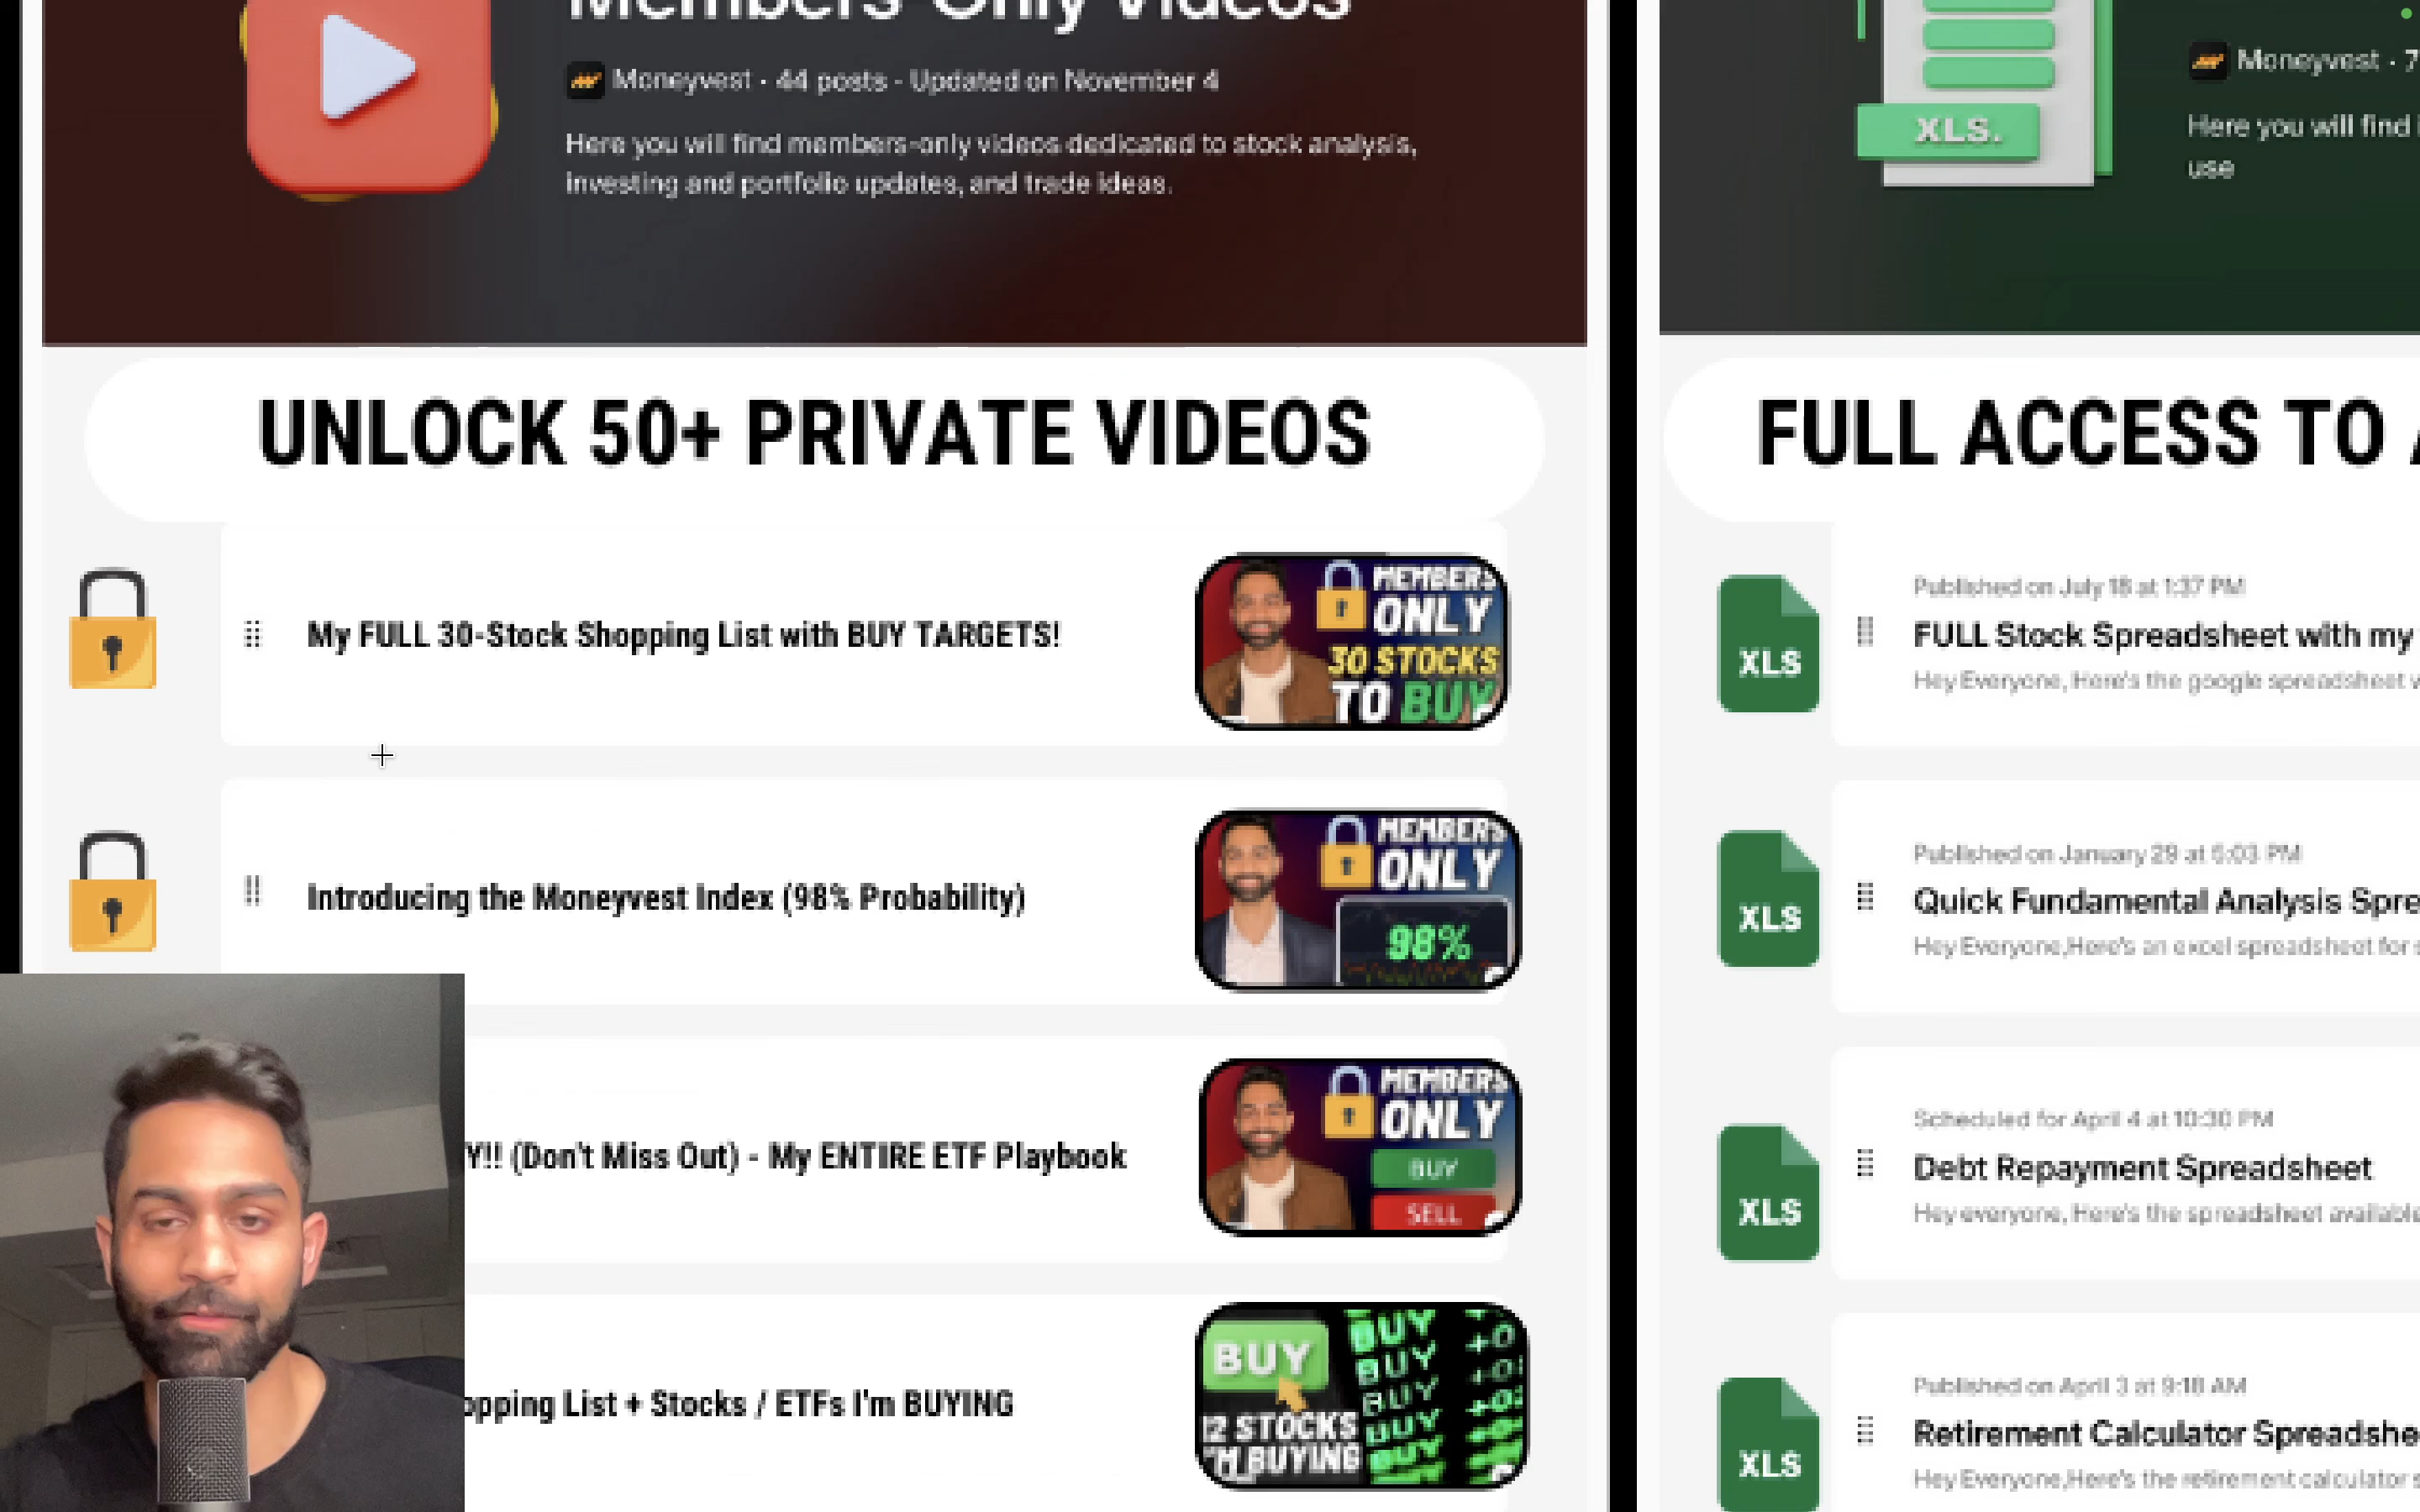 Members-Only Videos
Moneyvest · 44 posts · Updated on November 4
Here you will find members-only videos dedicated to stock analysis,
investing and portfolio updates, and trade ideas.
UNLOCK 50+ PRIVATE VIDEOS
My FULL 30-Stock Shopping List with BUY TARGETS!
MEMBERS
ONLY
30 STOCKS
TO BUY
Introducing the Moneyvest Index (98% Probability)
MEMBERS
ONLY
98%
Y!! (Don't Miss Out) - My ENTIRE ETF Playbook
MEMBERS
ONLY
BUY
SELL
opping List + Stocks / ETFs I'm BUYING
BUY
12 STOCKS
I'M BUYING
BUY
BUY
BUY
BUY
BUY
XLS.
Moneyvest · 7
Here you will find
use
FULL ACCESS TO
XLS
Published on July 18 at 1:37 PM
FULL Stock Spreadsheet with my
Hey Everyone, Here's the google spreadsheet
XLS
Published on January 29 at 5:03 PM
Quick Fundamental Analysis Spre
Hey Everyone,Here's an excel spreadsheet for
XLS
Scheduled for April 4 at 10:30 PM
Debt Repayment Spreadsheet
Hey everyone, Here's the spreadsheet available
XLS
Published on April 3 at 9:18 AM
Retirement Calculator Spreadshe
Hey Everyone,Here's the retirement calculator